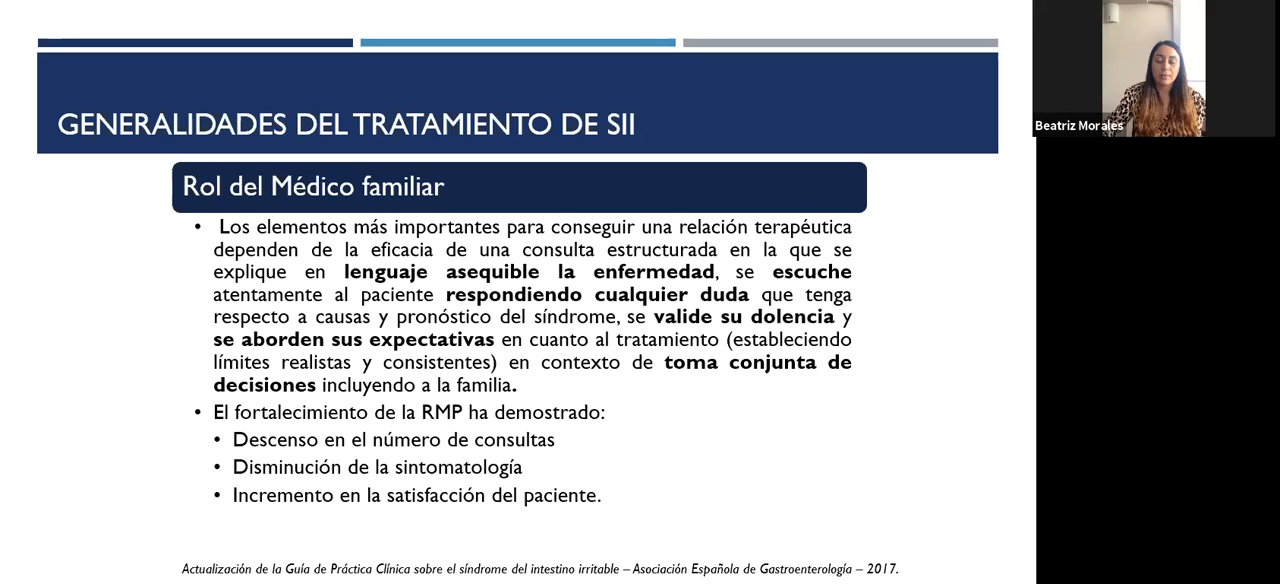 GENERALIDADES DEL TRATAMIENTO DE SII
Rol del Médico familiar
• Los elementos más importantes para conseguir una relación terapéutica
dependen de la eficacia de una consulta estructurada en la que se
explique en lenguaje asequible la enfermedad, se escuche
atentamente al paciente respondiendo cualquier duda que tenga
respecto a causas y pronóstico del síndrome, se valide su dolencia y
se aborden sus expectativas en cuanto al tratamiento (estableciendo
límites realistas y consistentes) en contexto de toma conjunta de
decisiones incluyendo a la familia.
• El fortalecimiento de la RMP ha demostrado:
• Descenso en el número de consultas
• Disminución de la sintomatología
• Incremento en la satisfacción del paciente.
Actualización de la Guía de Práctica Clínica sobre el síndrome del intestino irritable – Asociación Española de Gastroenterología – 2017.
Beatriz Morales